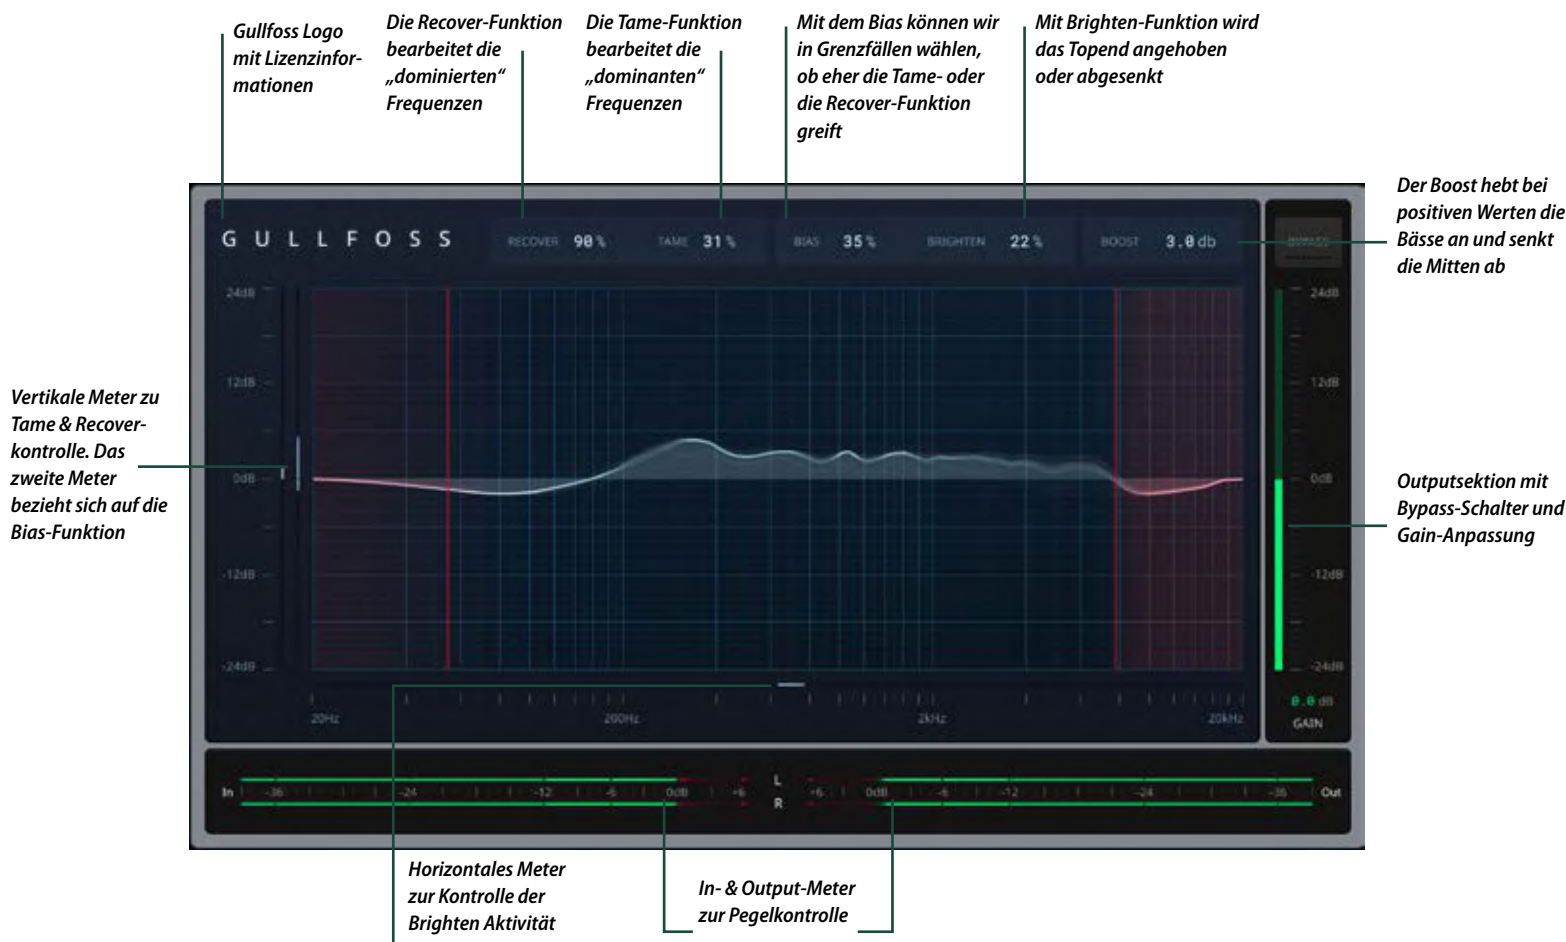 Gullfoss Logo
mit Lizenzinfor-
mationen
Die Recover-Funktion
bearbeitet die
„dominierten“
Frequenzen
Die Tame-Funktion
bearbeitet die
„dominanten“
Frequenzen
Mit dem Bias können wir
in Grenzfällen wählen,
ob eher die Tame- oder
die Recover-Funktion
greift
Mit Brighten-Funktion wird
das Topend angehoben
oder abgesenkt
Der Boost hebt bei
positiven Werten die
Bässe an und senkt
die Mitten ab
GULLFOSS RECOVER 90% TAME 31% BIAS 35% BRIGHTEN 22% BOOST 3.0 db BYPASS
24dB 24dB
12dB 12dB
0dB 0dB
-12dB -12dB
-24dB -24dB
Vertikale Meter zu
Tame & Recover-
kontrolle. Das
zweite Meter
bezieht sich auf die
Bias-Funktion
Outputsektion mit
Bypass-Schalter und
Gain-Anpassung
20Hz 200Hz 2kHz 20kHz
0.0 dB
GAIN
L
In -36 -24 -12 -6 0dB +6 +6 0dB -6 -12 -24 -36 Out
R
Horizontales Meter
zur Kontrolle der
Brighten Aktivität
In- & Output-Meter
zur Pegelkontrolle